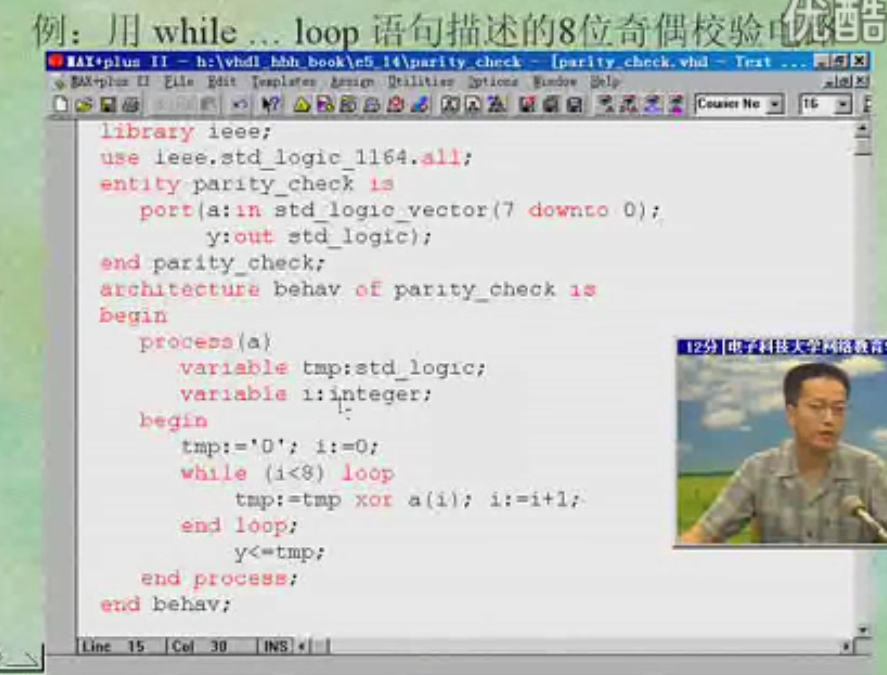 优酷
例：用 while ... loop 语句描述的8位奇偶校验电路
MAX+plus II - h:\vhdl_hbh_book\e5_14\parity_check - [parity_check.vhd - Text ...
MAX+plus II File Edit Templates Assign Utilities Options Window Help
Courier Ne 16
library ieee;
use ieee.std_logic_1164.all;
entity parity_check is
port(a:in std_logic_vector(7 downto 0);
y:out std_logic);
end parity_check;
architecture behav of parity_check is
begin
process(a)
variable tmp:std_logic;
variable i:integer;
begin
tmp:='0'; i:=0;
while (i<8) loop
tmp:=tmp xor a(i); i:=i+1;
end loop;
y<=tmp;
end process;
end behav;
12分 电子科技大学网络教育
Line 15 Col 30 INS